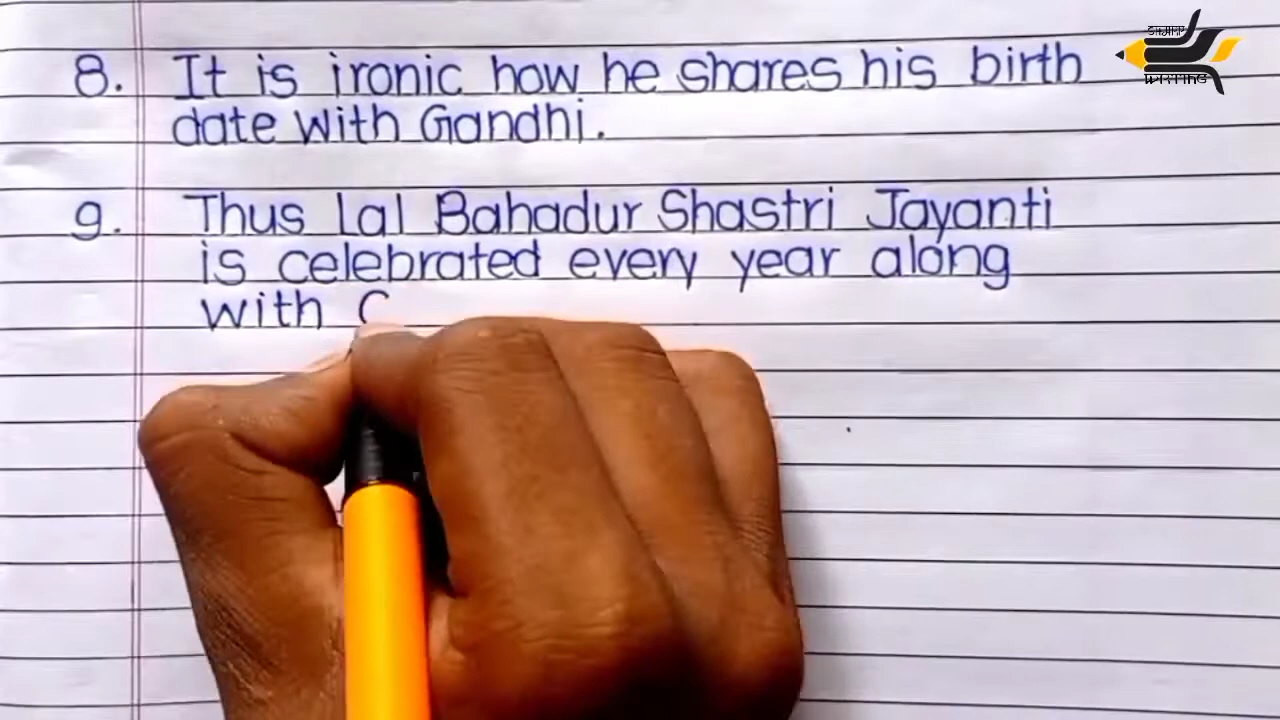 8. It is ironic how he shares his birth
date with Gandhi.
9. Thus Lal Bahadur Shastri Jayanti
is celebrated every year along
with